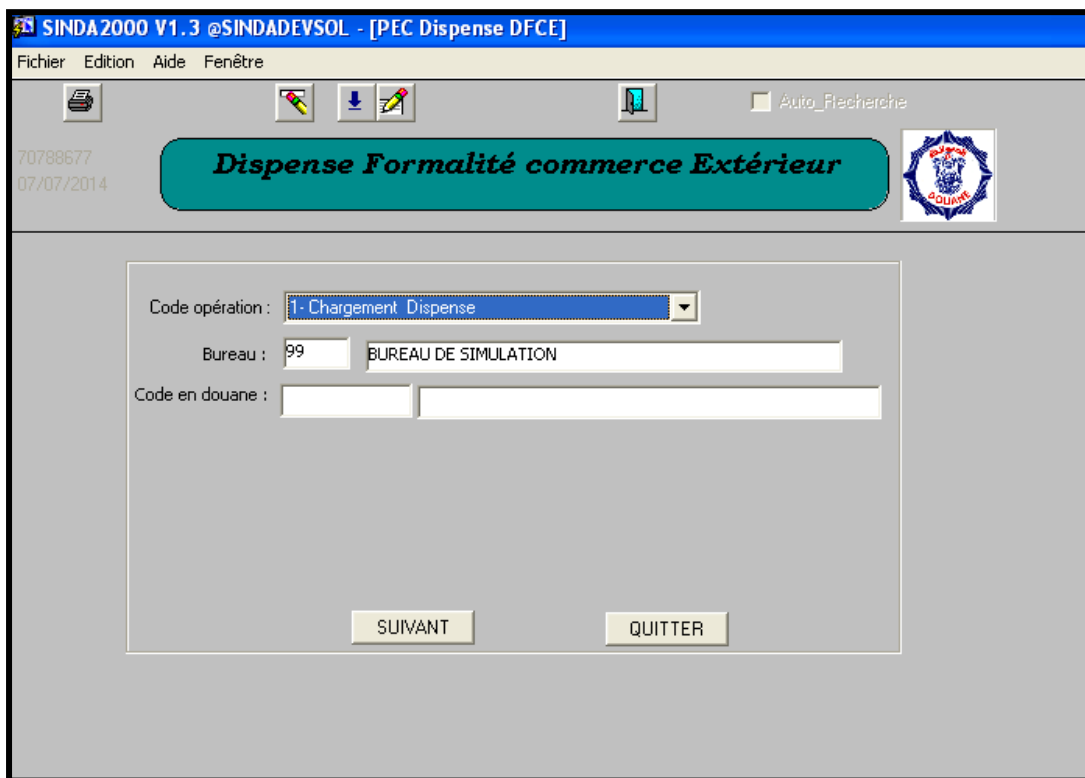 SINDA2000 V1.3 @SINDADEVSOL - [PEC Dispense DFCE]
Fichier Edition Aide Fenêtre
Auto_Recherche
70788677
07/07/2014
Dispense Formalité commerce Extérieur
DOUANE
Code opération : 1- Chargement Dispense
Bureau : 99 BUREAU DE SIMULATION
Code en douane :
SUIVANT QUITTER